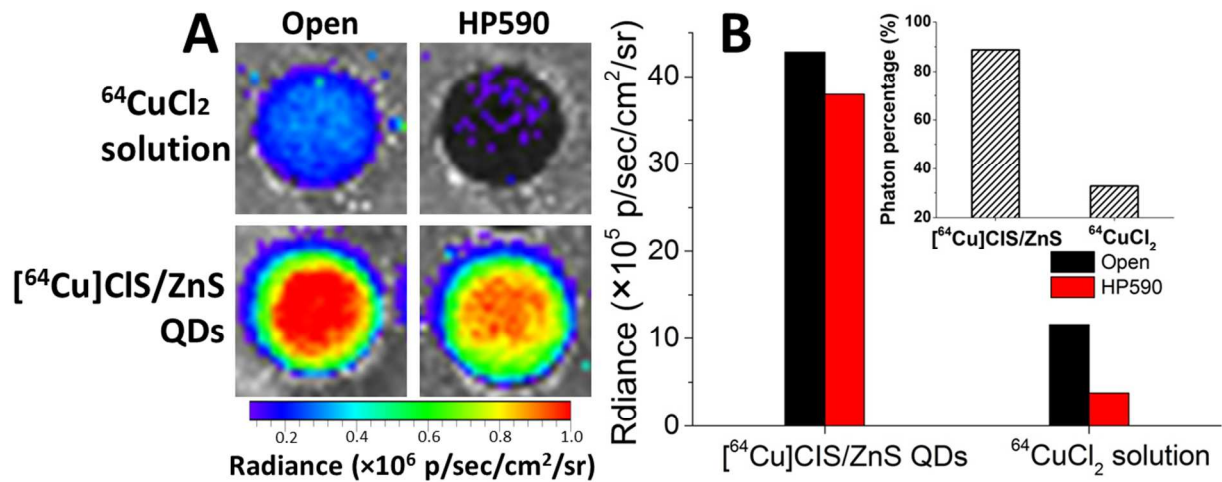 A
Open
HP590
⁶⁴CuCl₂
solution
[⁶⁴Cu]CIS/ZnS
QDs
0.2 0.4 0.6 0.8 1.0
Radiance (×10⁶ p/sec/cm²/sr)
B
Rdiance (×10⁵ p/sec/cm²/sr)
40
30
20
10
0
[⁶⁴Cu]CIS/ZnS QDs
⁶⁴CuCl₂ solution
Phaton percentage (%)
100
80
60
40
20
[⁶⁴Cu]CIS/ZnS
⁶⁴CuCl₂
Open
HP590